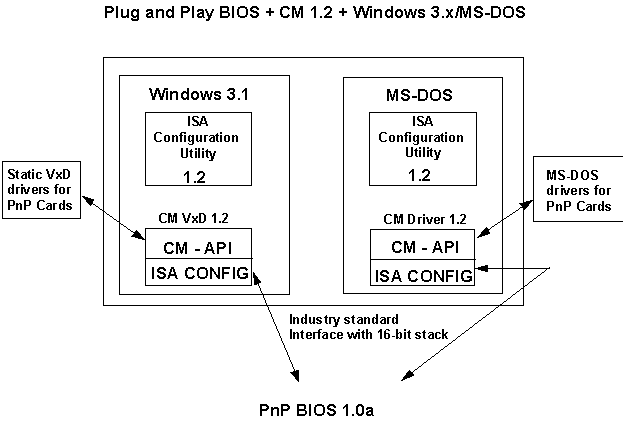 Plug and Play BIOS + CM 1.2 + Windows 3.x/MS-DOS
Windows 3.1
ISA
Configuration
Utility
1.2
MS-DOS
ISA
Configuration
Utility
1.2
Static VxD
drivers for
PnP Cards
MS-DOS
drivers for
PnP Cards
CM VxD 1.2
CM - API
ISA CONFIG
CM Driver 1.2
CM - API
ISA CONFIG
Industry standard
Interface with 16-bit stack
PnP BIOS 1.0a